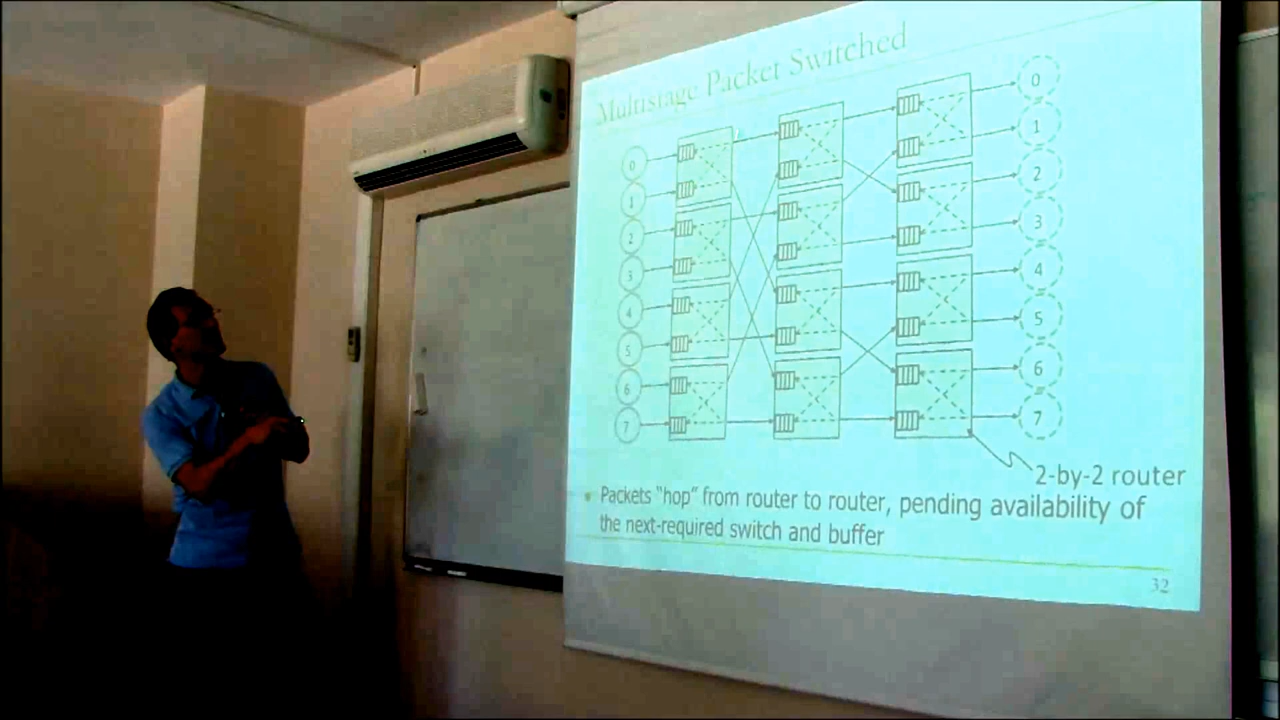 Multistage Packet Switched
0 0
1 1
2 2
3 3
4 4
5 5
6 6
7 7
2-by-2 router
Packets "hop" from router to router, pending availability of
the next-required switch and buffer
32